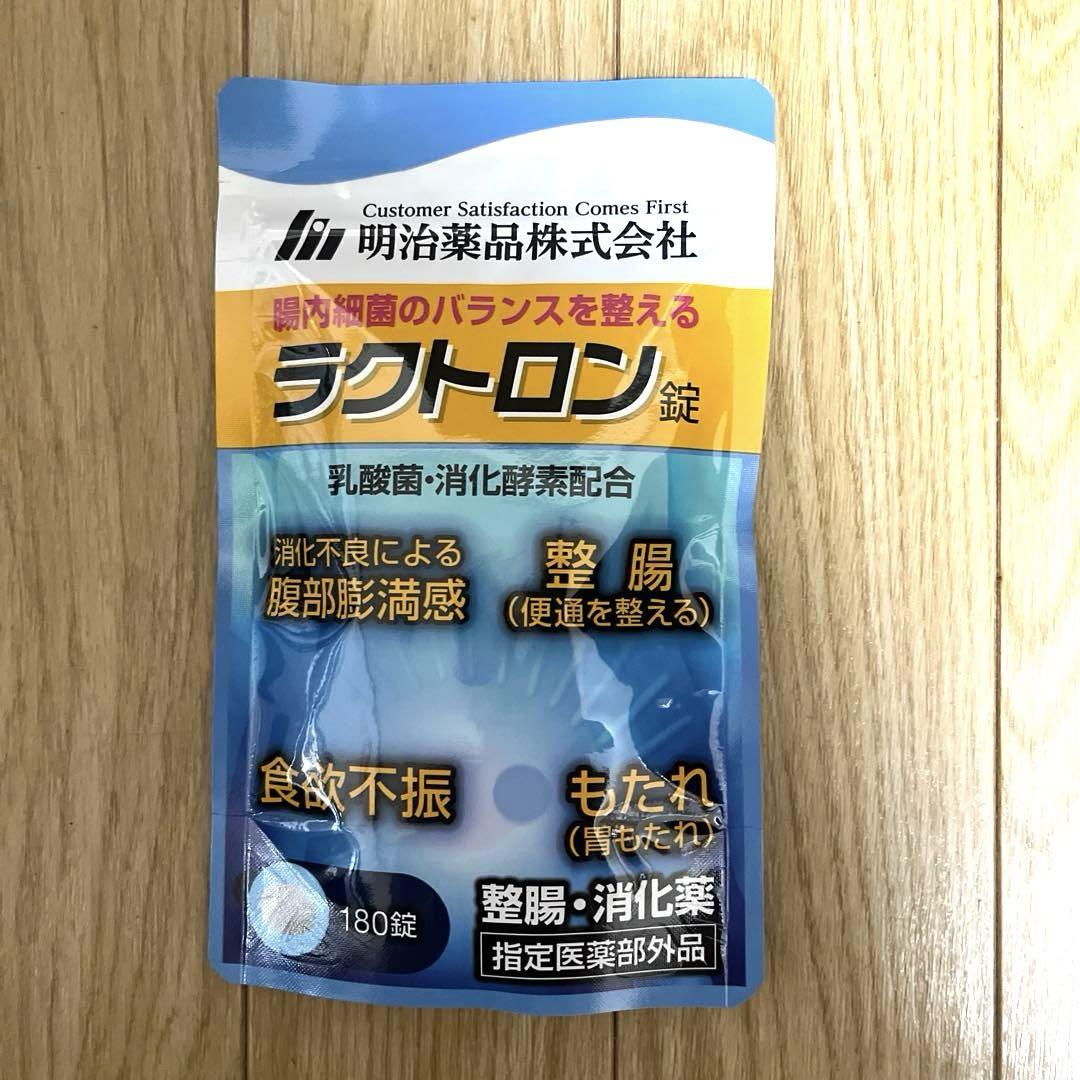 Customer Satisfaction Comes First
明治薬品株式会社
腸内細菌のバランスを整える
ラクトロン錠
乳酸菌・消化酵素配合
消化不良による
腹部膨満感
整腸
(便通を整える)
食欲不振
もたれ
(胃もたれ)
180錠
整腸・消化薬
指定医薬部外品